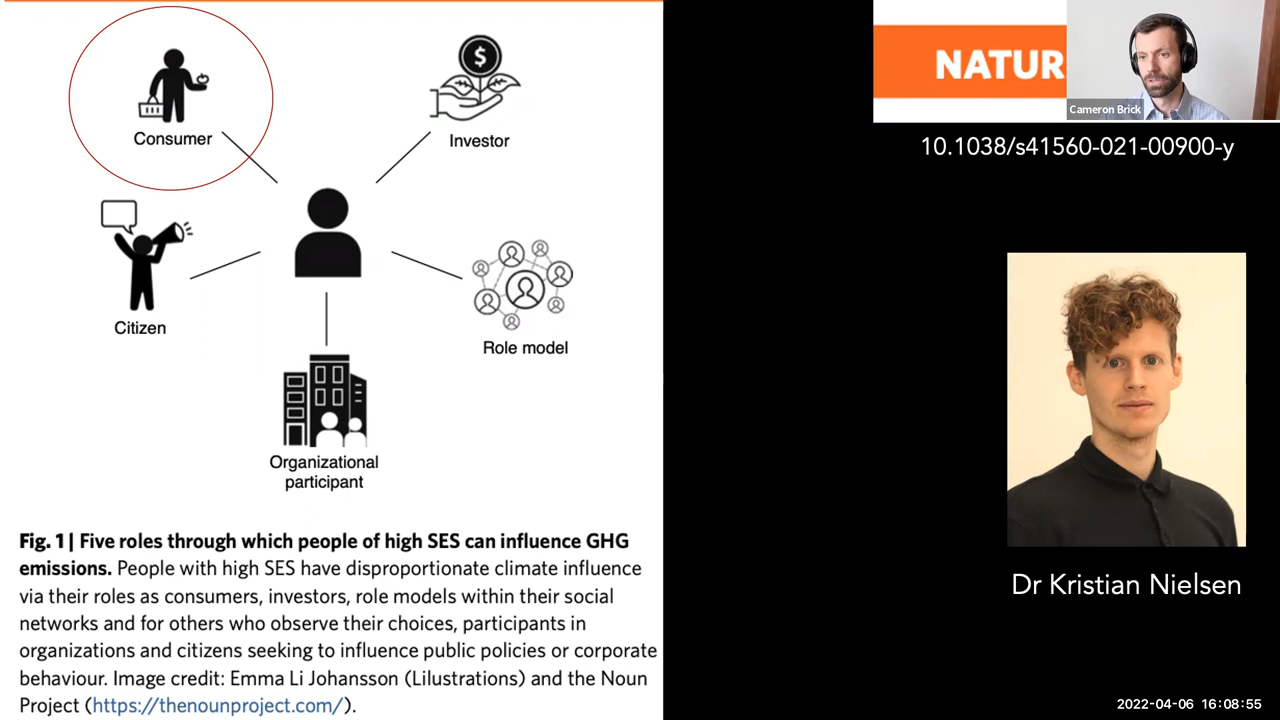 Consumer
Investor
$
Citizen
Role model
Organizational
participant
Fig. 1 | Five roles through which people of high SES can influence GHG
emissions. People with high SES have disproportionate climate influence
via their roles as consumers, investors, role models within their social
networks and for others who observe their choices, participants in
organizations and citizens seeking to influence public policies or corporate
behaviour. Image credit: Emma Li Johansson (Lilustrations) and the Noun
Project (https://thenounproject.com/).
NATUR
Cameron Brick
10.1038/s41560-021-00900-y
Dr Kristian Nielsen
2022-04-06 16:08:55